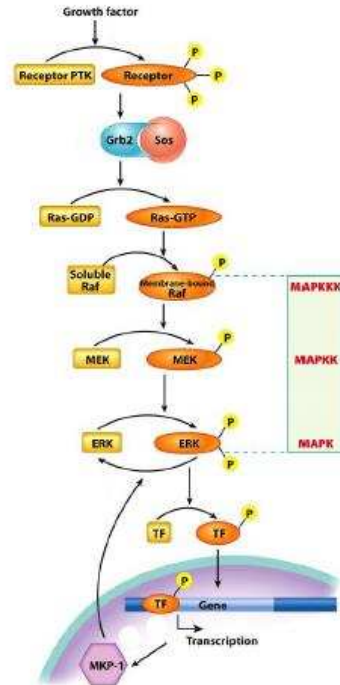 Growth factor
P
Receptor PTK
Receptor
P
P
Grb2
Sos
Ras-GDP
Ras-GTP
P
Soluble
Raf
Membrane-bound
Raf
MAPKKK
P
MEK
MEK
MAPKK
P
ERK
ERK
P
MAPK
P
TF
TF
P
TF
Gene
Transcription
MKP-1